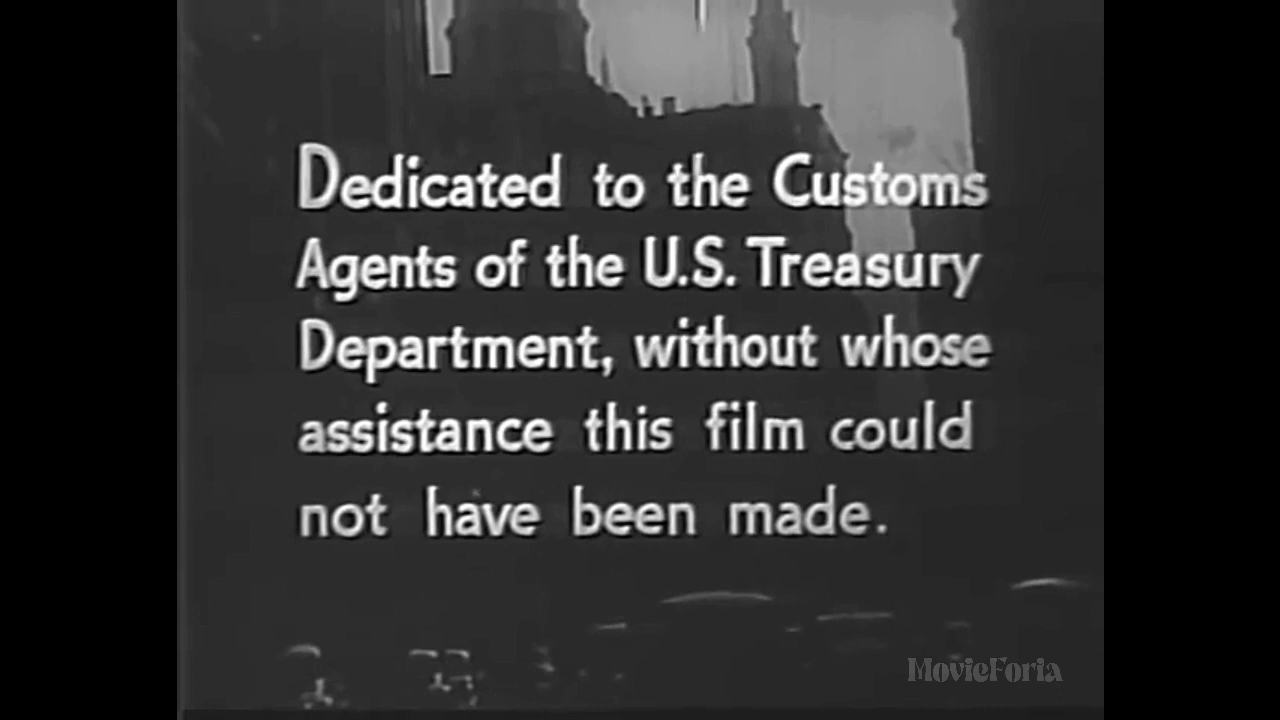 Dedicated to the Customs
Agents of the U.S. Treasury
Department, without whose
assistance this film could
not have been made.
MovieForia